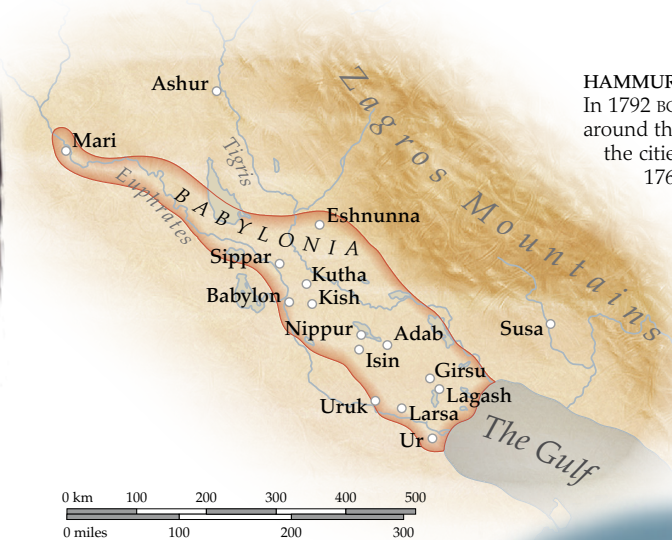 Ashur
Zagros Mountains
HAMMUR
In 1792 BC
around th
the citie
176
Mari
Tigris
Euphrates
BABYLONIA
Eshnunna
Sippar
Kutha
Babylon
Kish
Nippur
Adab
Susa
Isin
Girsu
Lagash
Uruk
Larsa
Ur
The Gulf
0 km 100 200 300 400 500
0 miles 100 200 300